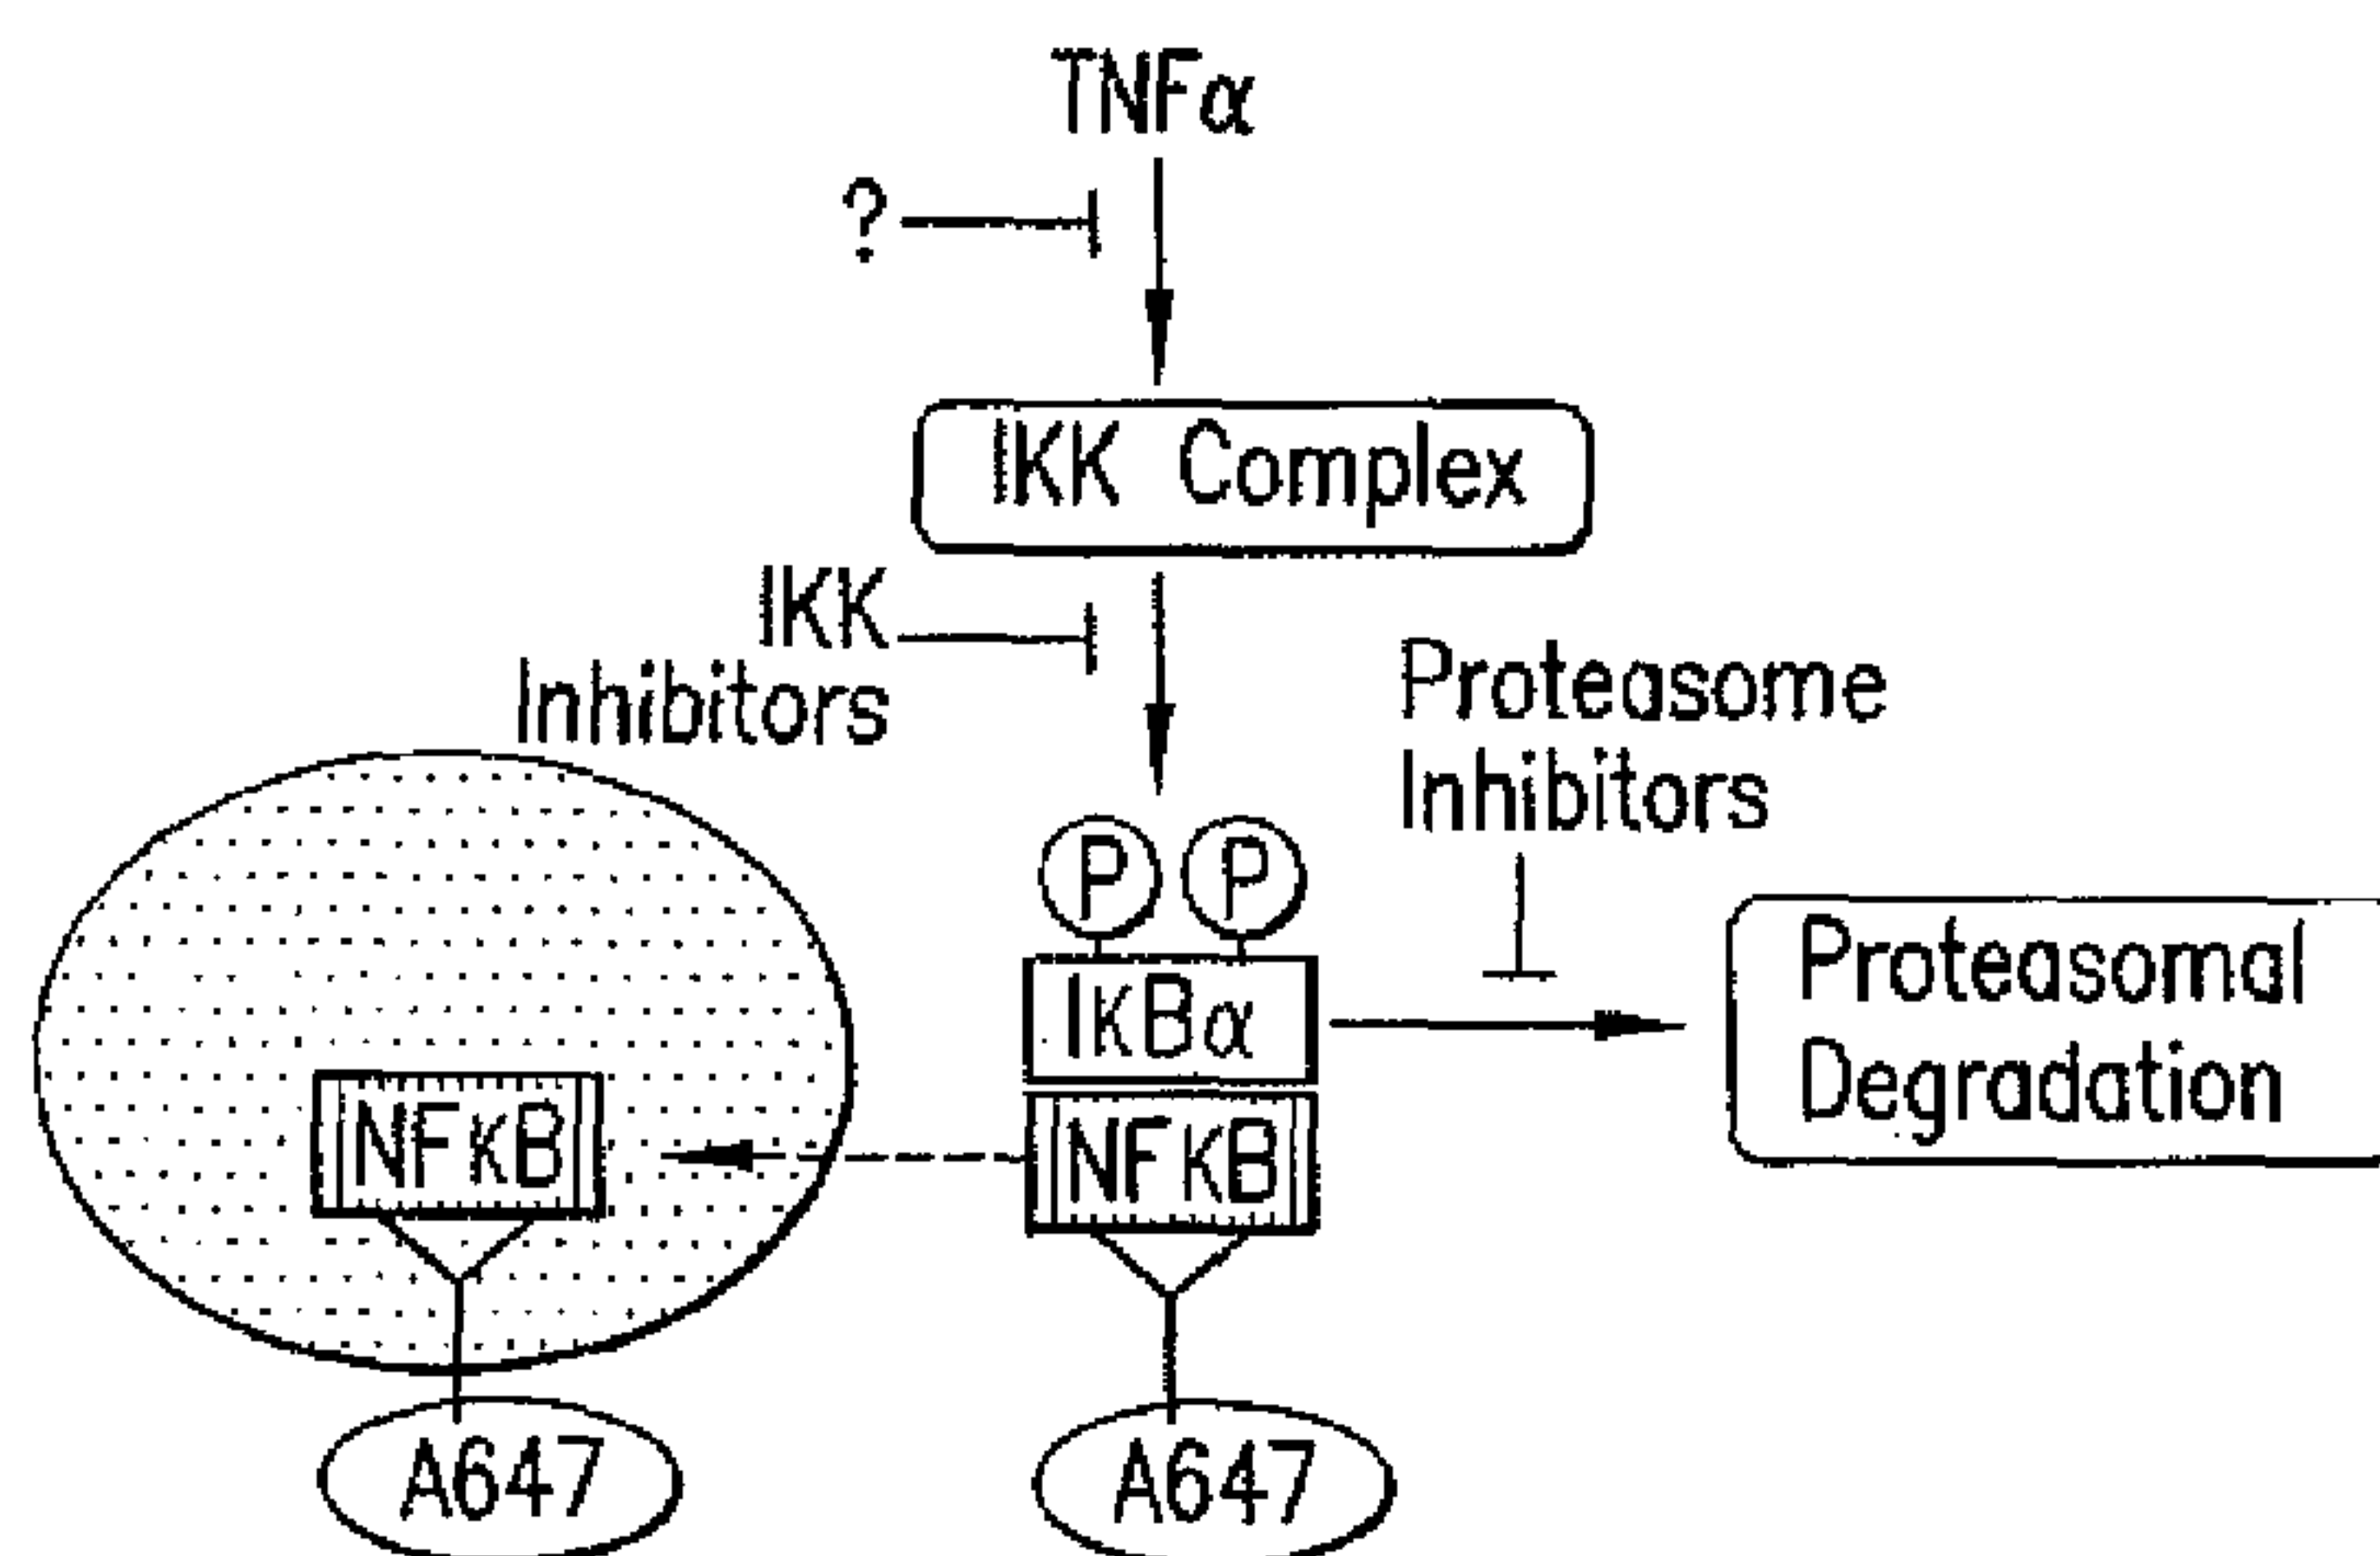 TNFα
?
IKK Complex
IKK
Inhibitors
Proteasome
Inhibitors
P P
IκBα
Proteasomal
Degradation
NFκB
NFκB
A647
A647